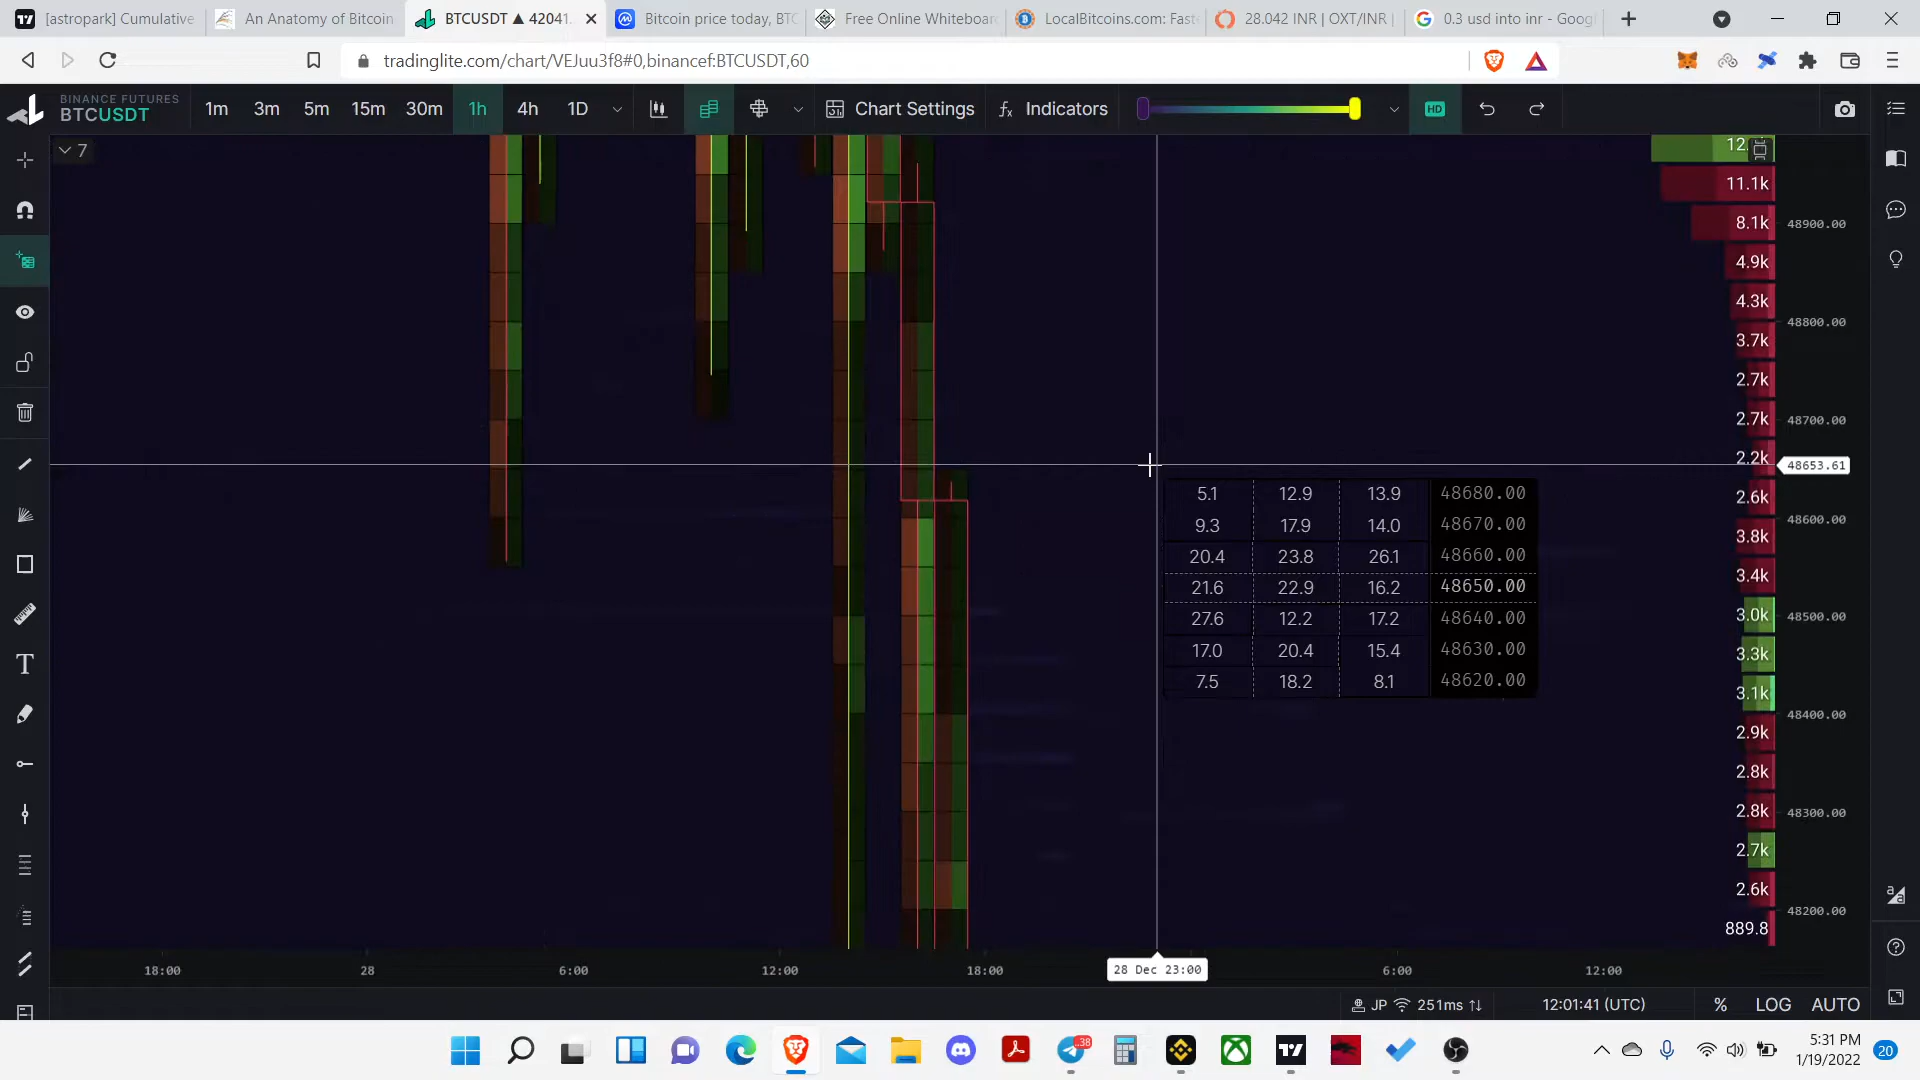 [astropark] Cumulative
An Anatomy of Bitcoin
BTCUSDT ▲ 42041.
Bitcoin price today, BTC
Free Online Whiteboar
LocalBitcoins.com: Fast
28.042 INR | OXT/INR |
0.3 usd into inr - Goog
tradinglite.com/chart/VEJuu3f8#0,binancef:BTCUSDT,60
BINANCE FUTURES
BTCUSDT
1m 3m 5m 15m 30m 1h 4h 1D
Chart Settings
fx Indicators
HD
7
12.
11.1k
8.1k
48900.00
4.9k
4.3k
48800.00
3.7k
2.7k
2.7k
48700.00
2.2k
48653.61
2.6k
48600.00
3.8k
3.4k
3.0k
48500.00
3.3k
3.1k
48400.00
2.9k
2.8k
2.8k
48300.00
2.7k
2.6k
48200.00
889.8
5.1 12.9 13.9 48680.00
9.3 17.9 14.0 48670.00
20.4 23.8 26.1 48660.00
21.6 22.9 16.2 48650.00
27.6 12.2 17.2 48640.00
17.0 20.4 15.4 48630.00
7.5 18.2 8.1 48620.00
18:00 28 6:00 12:00 18:00 28 Dec 23:00 6:00 12:00
JP 251ms 12:01:41 (UTC) % LOG AUTO
38
5:31 PM
1/19/2022
20